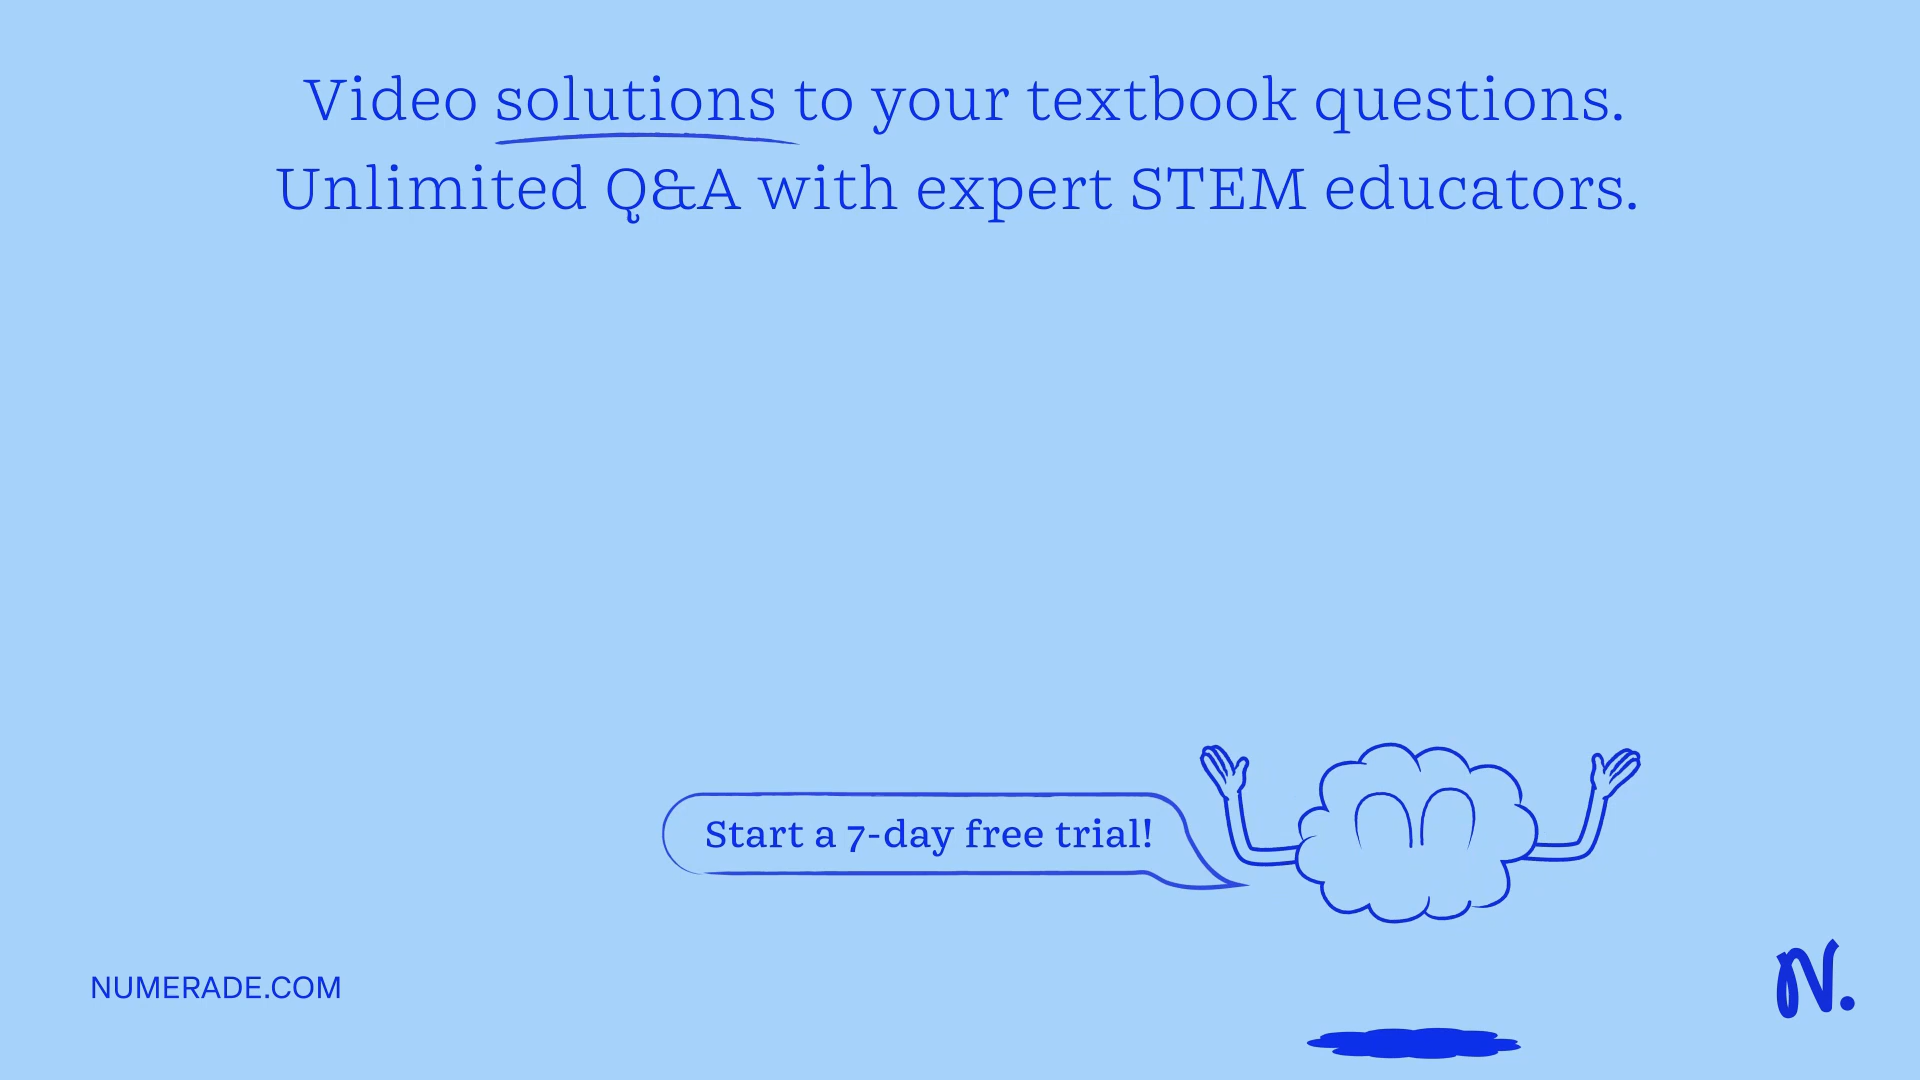 Video solutions to your textbook questions.
Unlimited Q&A with expert STEM educators.
Start a 7-day free trial!
NUMERADE.COM
N.